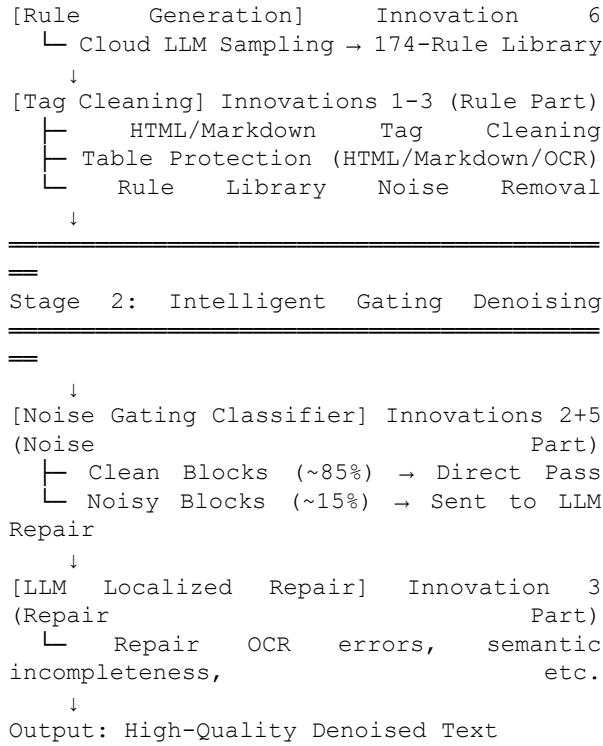 [Rule Generation] Innovation 6
└─ Cloud LLM Sampling → 174-Rule Library
↓
[Tag Cleaning] Innovations 1-3 (Rule Part)
├─ HTML/Markdown Tag Cleaning
├─ Table Protection (HTML/Markdown/OCR)
└─ Rule Library Noise Removal
↓
═══════════════════════════════════════════
══
Stage 2: Intelligent Gating Denoising
═══════════════════════════════════════════
══
↓
[Noise Gating Classifier] Innovations 2+5
(Noise Part)
├─ Clean Blocks (~85%) → Direct Pass
└─ Noisy Blocks (~15%) → Sent to LLM
Repair
↓
[LLM Localized Repair] Innovation 3
(Repair Part)
└─ Repair OCR errors, semantic
incompleteness, etc.
↓
Output: High-Quality Denoised Text